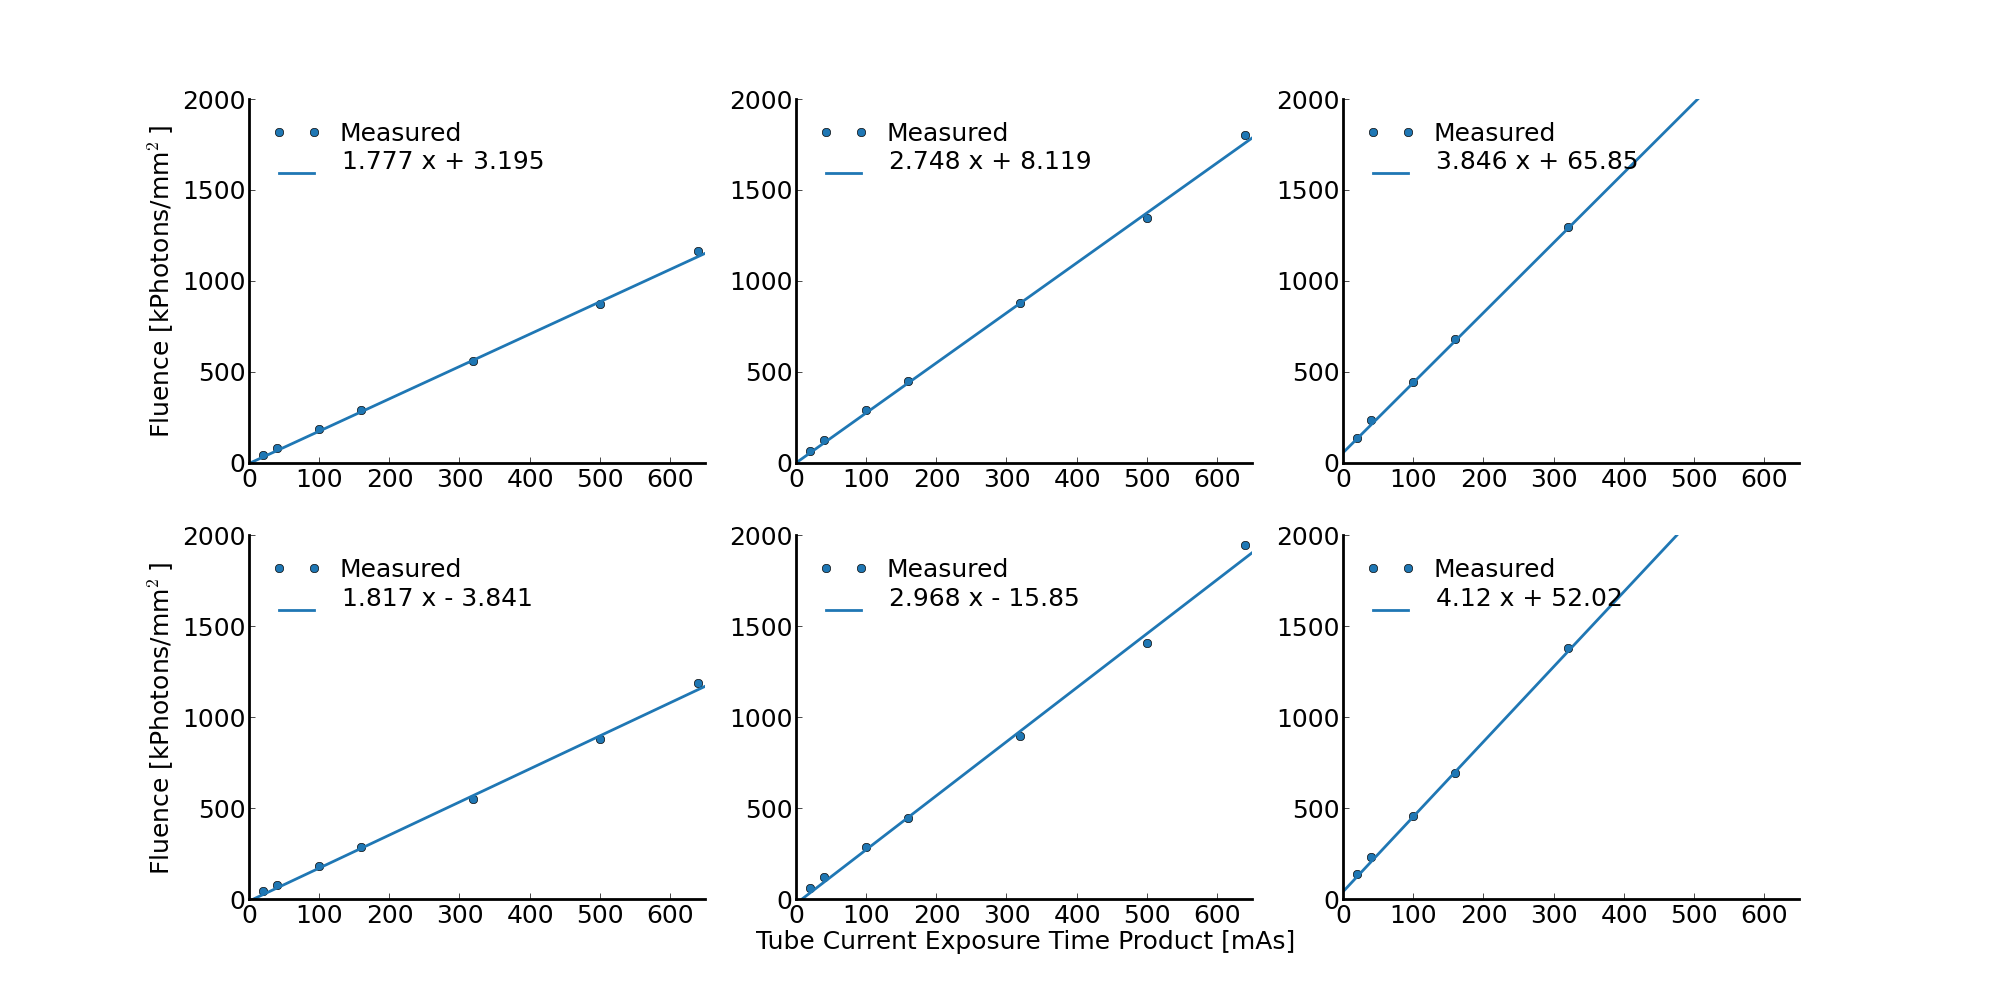 2000
1500
1000
500
0
0 100 200 300 400 500 600
Fluence [kPhotons/mm² ]
Measured
1.777 x + 3.195
2000
1500
1000
500
0
0 100 200 300 400 500 600
Measured
2.748 x + 8.119
2000
1500
1000
500
0
0 100 200 300 400 500 600
Measured
3.846 x + 65.85
2000
1500
1000
500
0
0 100 200 300 400 500 600
Fluence [kPhotons/mm² ]
Measured
1.817 x - 3.841
2000
1500
1000
500
0
0 100 200 300 400 500 600
Measured
2.968 x - 15.85
2000
1500
1000
500
0
0 100 200 300 400 500 600
Measured
4.12 x + 52.02
Tube Current Exposure Time Product [mAs]